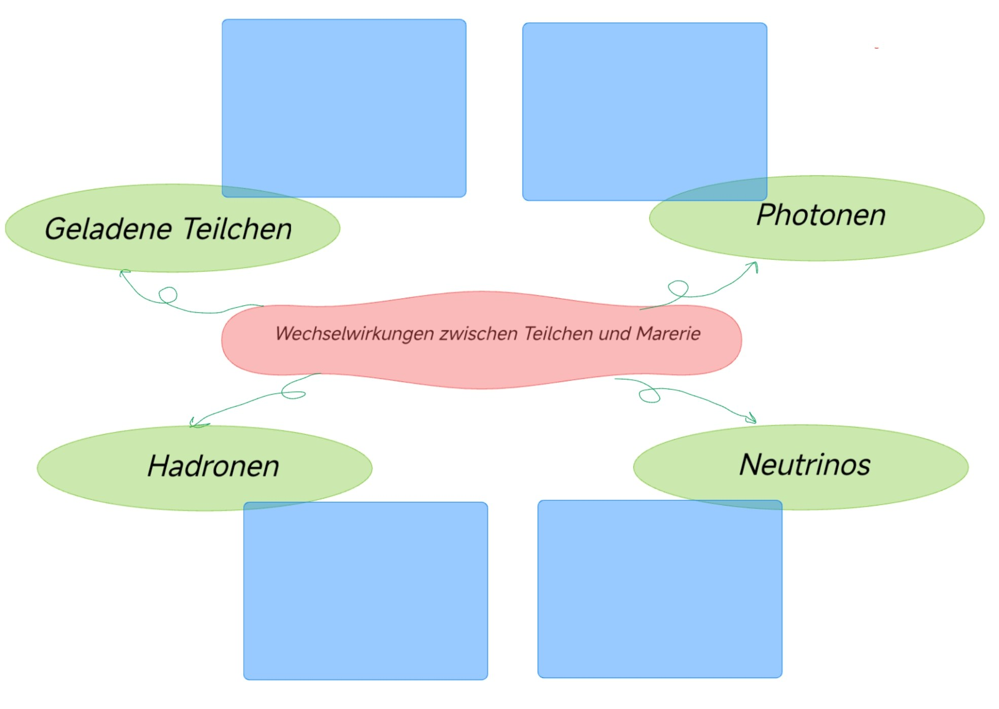 Geladene Teilchen
Photonen
Wechselwirkungen zwischen Teilchen und Marerie
Hadronen
Neutrinos